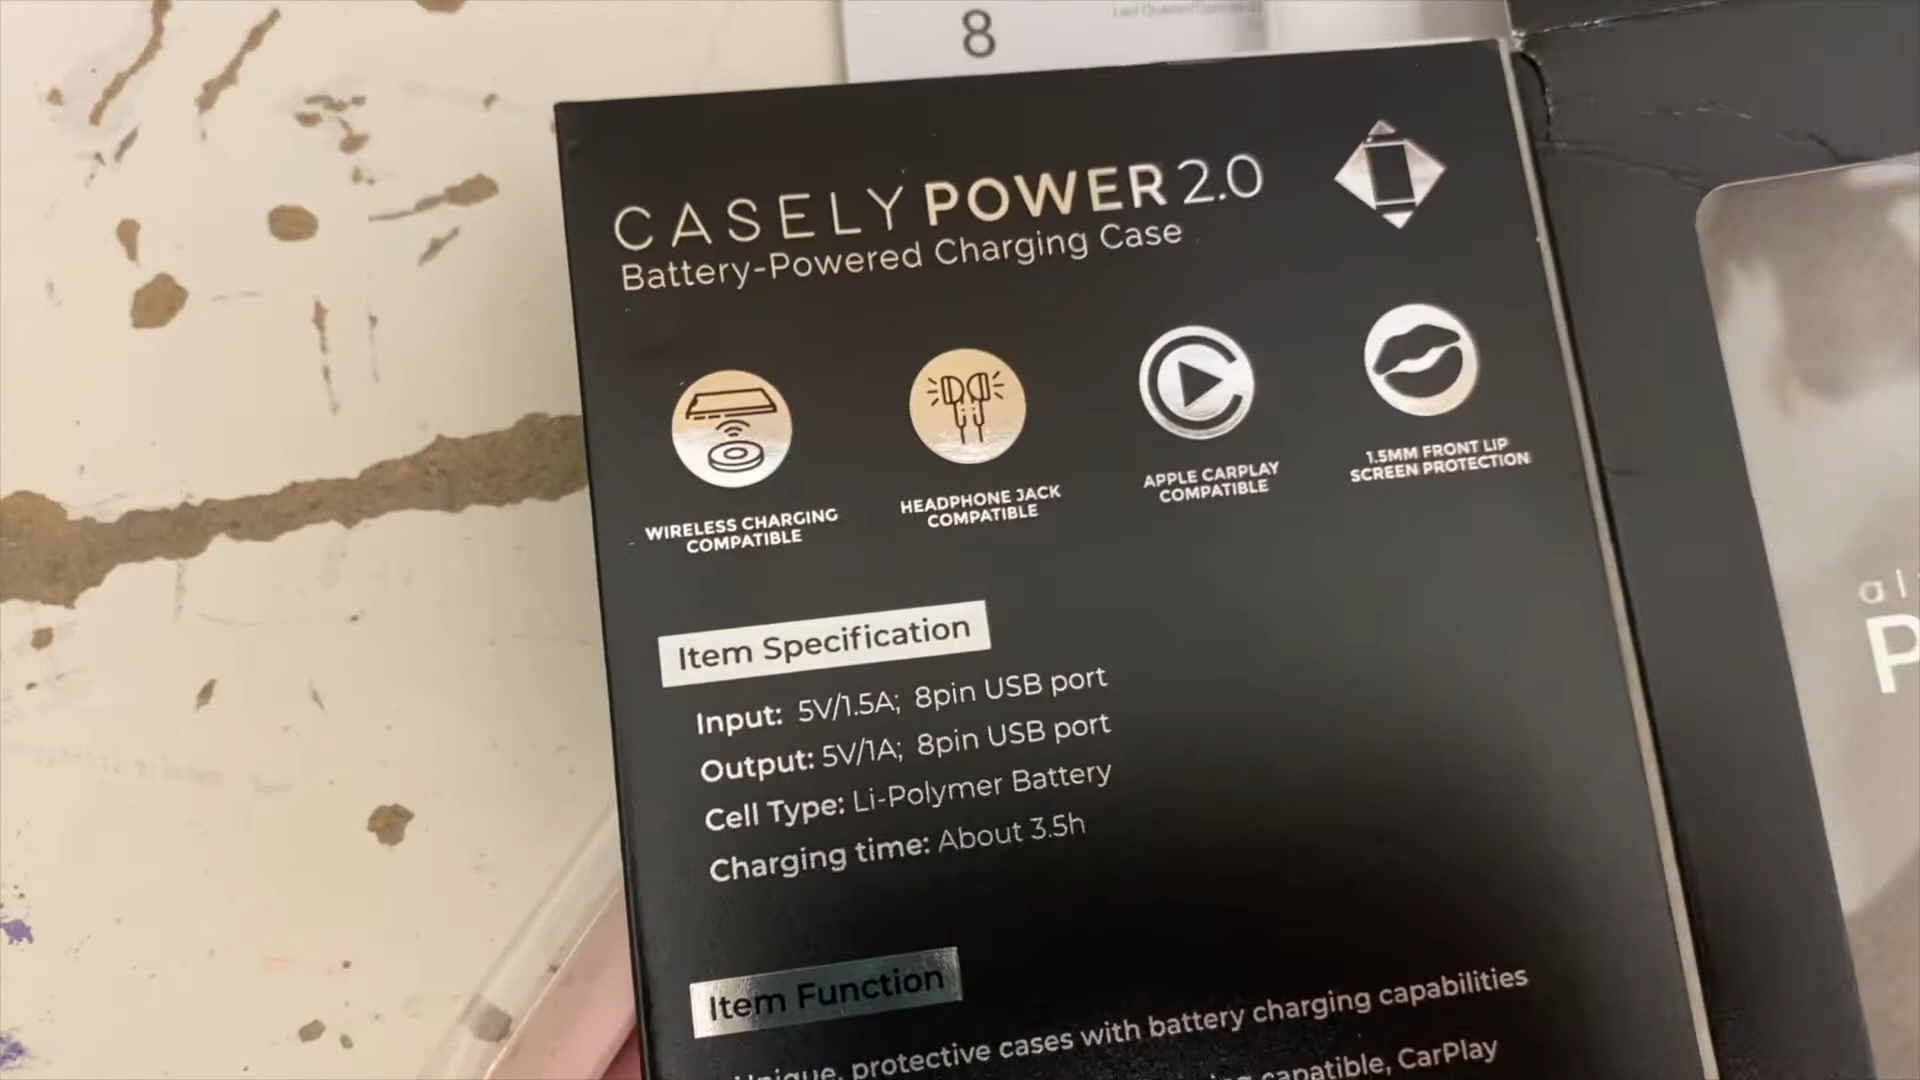 8
CASELY POWER 2.0
Battery-Powered Charging Case
WIRELESS CHARGING
COMPATIBLE
HEADPHONE JACK
COMPATIBLE
APPLE CARPLAY
COMPATIBLE
1.5MM FRONT LIP
SCREEN PROTECTION
Item Specification
Input: 5V/1.5A; 8pin USB port
Output: 5V/1A; 8pin USB port
Cell Type: Li-Polymer Battery
Charging time: About 3.5h
Item Function
Unique, protective cases with battery charging capabilities
capatible, CarPlay
al
P